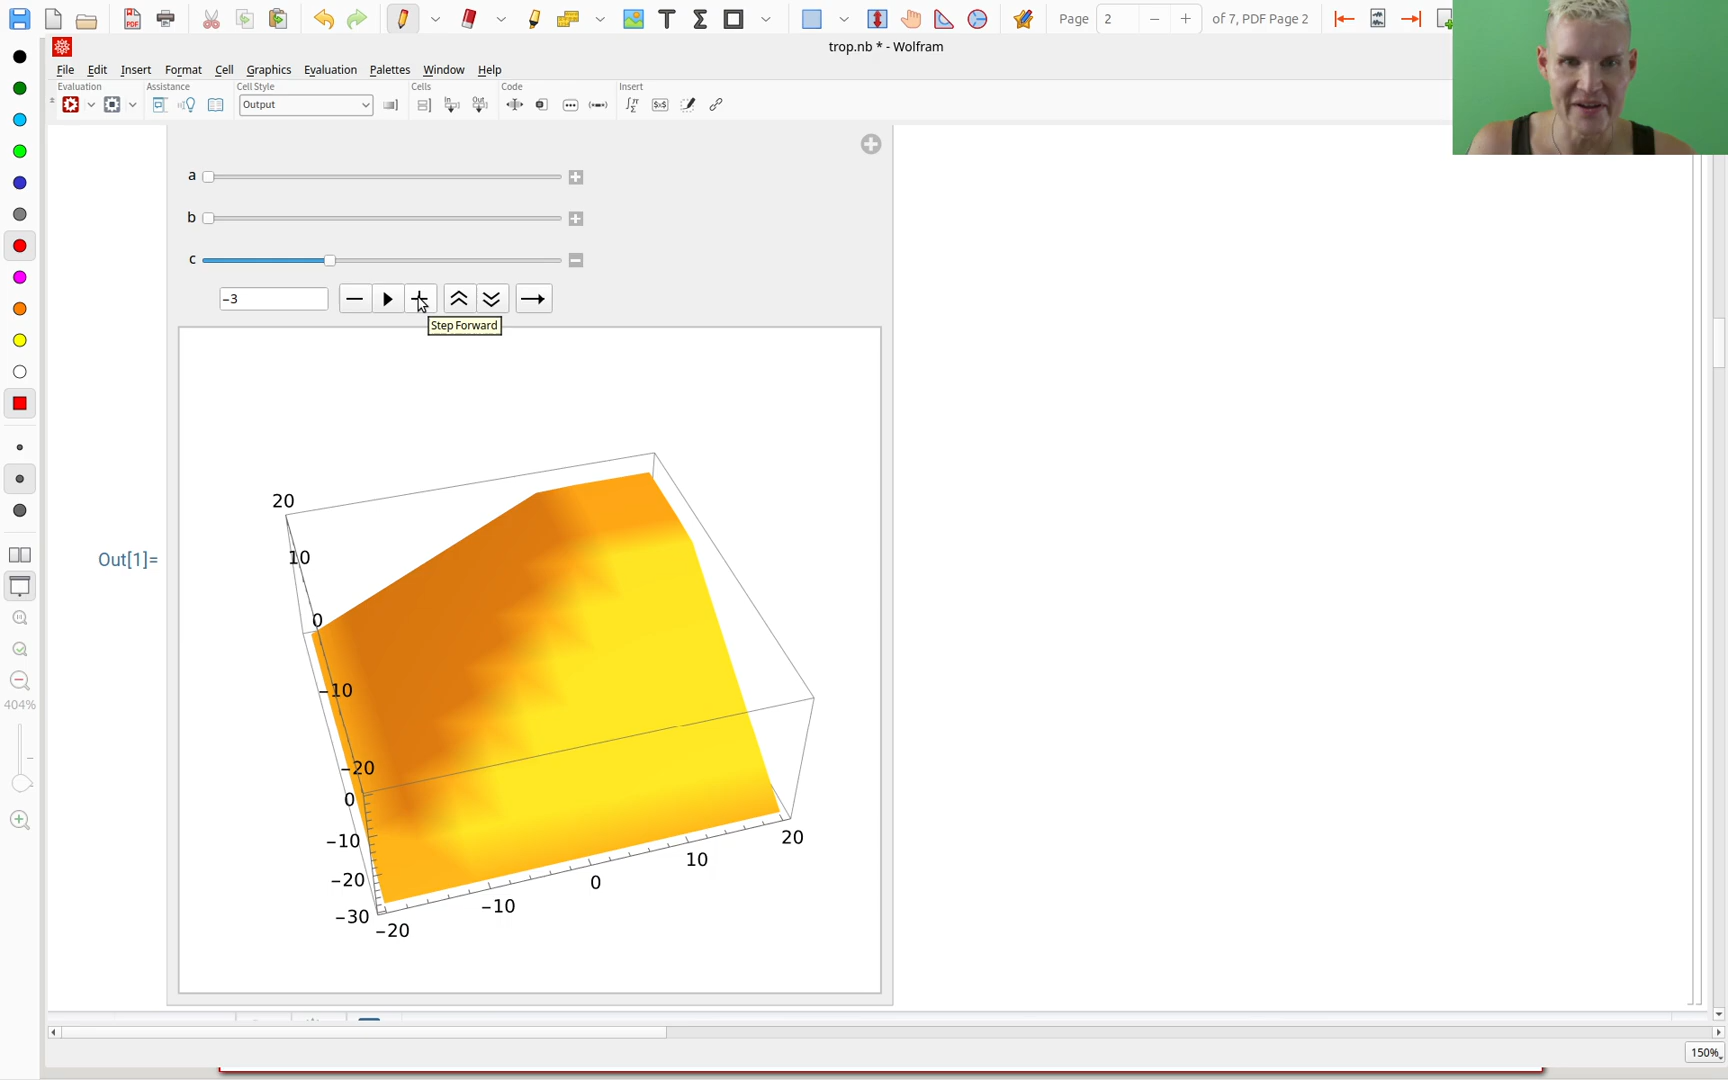 Page 2 of 7, PDF Page 2
trop.nb * - Wolfram
File Edit Insert Format Cell Graphics Evaluation Palettes Window Help
Evaluation Assistance Cell Style Cells Code Insert
Output
In Out
a
b
c
−3
Step Forward
20
10
0
−10
−20
0
−10
−20
−30
−20
−10
0
10
20
Out[1]=
404%
150%